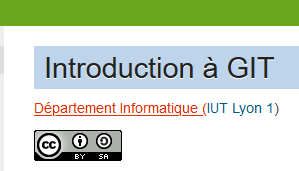 Introduction à GIT
Département Informatique (IUT Lyon 1)
cc BY SA